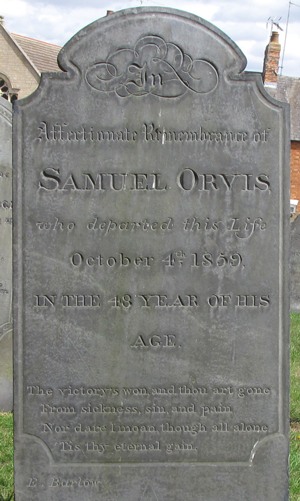 In
Affectionate Remembrance of
SAMUEL ORVIS,
who departed this Life
October 4th 1859,
IN THE 48 YEAR OF HIS
AGE.
The victory's won, and thou art gone
From sickness, sin, and pain,
Nor dare I moan, though all alone
'Tis thy eternal gain.
E. Barlow